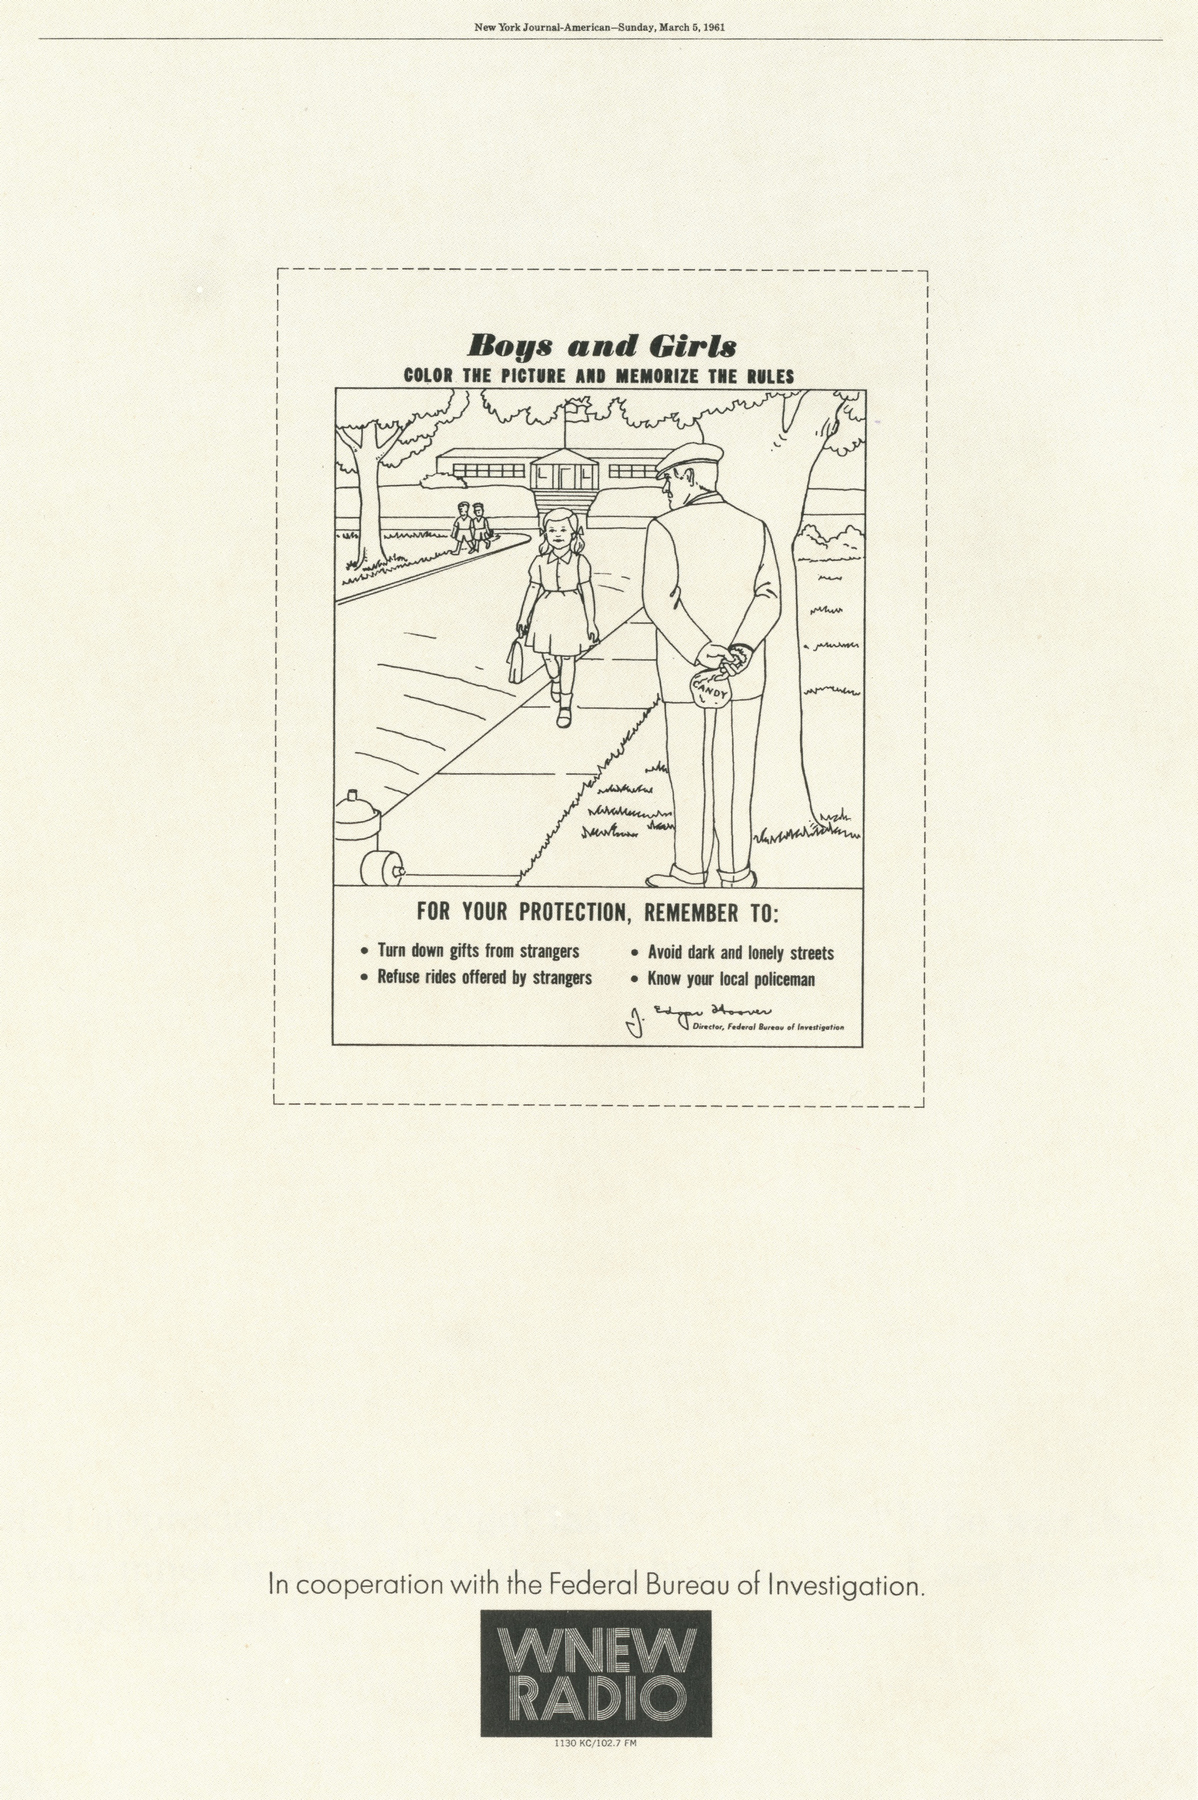 New York Journal-American—Sunday, March 5, 1961
Boys and Girls
COLOR THE PICTURE AND MEMORIZE THE RULES
CANDY
FOR YOUR PROTECTION, REMEMBER TO:
• Turn down gifts from strangers
• Refuse rides offered by strangers
• Avoid dark and lonely streets
• Know your local policeman
J. Edgar Hoover
Director, Federal Bureau of Investigation
In cooperation with the Federal Bureau of Investigation.
WNEW
RADIO
1130 KC/102.7 FM